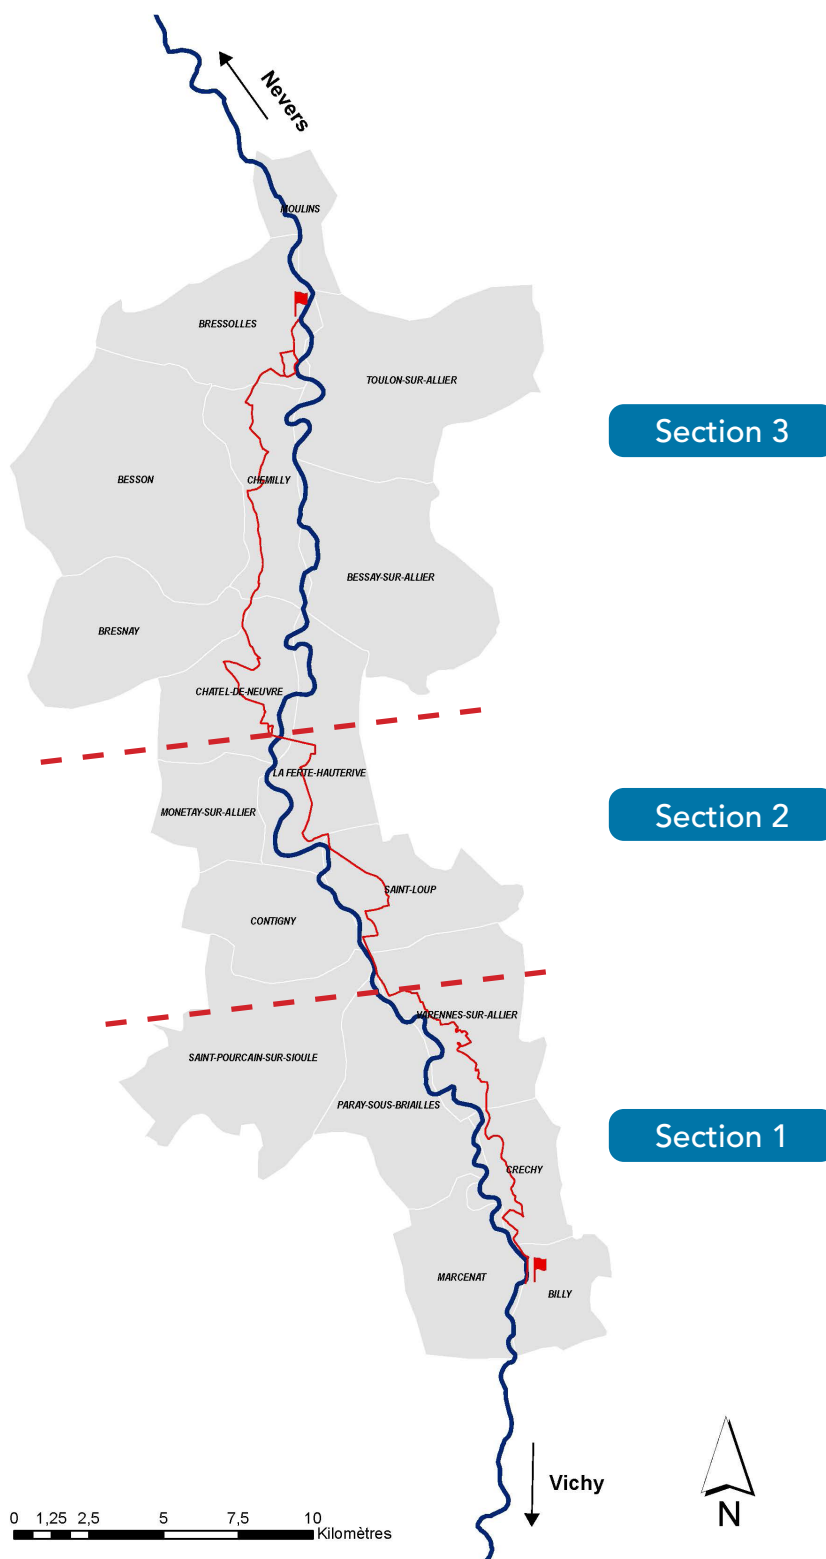 Nevers
MOULINS
BRESSOLLES
TOULON-SUR-ALLIER
Section 3
BESSON
CHEMILLY
BESSAY-SUR-ALLIER
BRESNAY
CHATEL-DE-NEUVRE
LA FERTE-HAUTERIVE
MONETAY-SUR-ALLIER
Section 2
SAINT-LOUP
CONTIGNY
VARENNES-SUR-ALLIER
SAINT-POURCAIN-SUR-SIOULE
PARAY-SOUS-BRIAILLES
Section 1
CRECHY
MARCENAT
BILLY
Vichy
N
0 1,25 2,5 5 7,5 10
Kilomètres